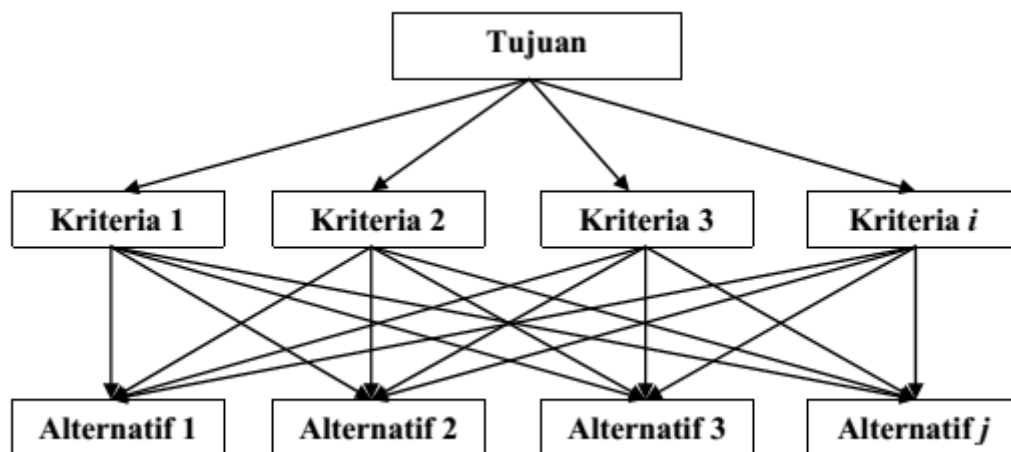 Tujuan
Kriteria 1
Kriteria 2
Kriteria 3
Kriteria i
Alternatif 1
Alternatif 2
Alternatif 3
Alternatif j